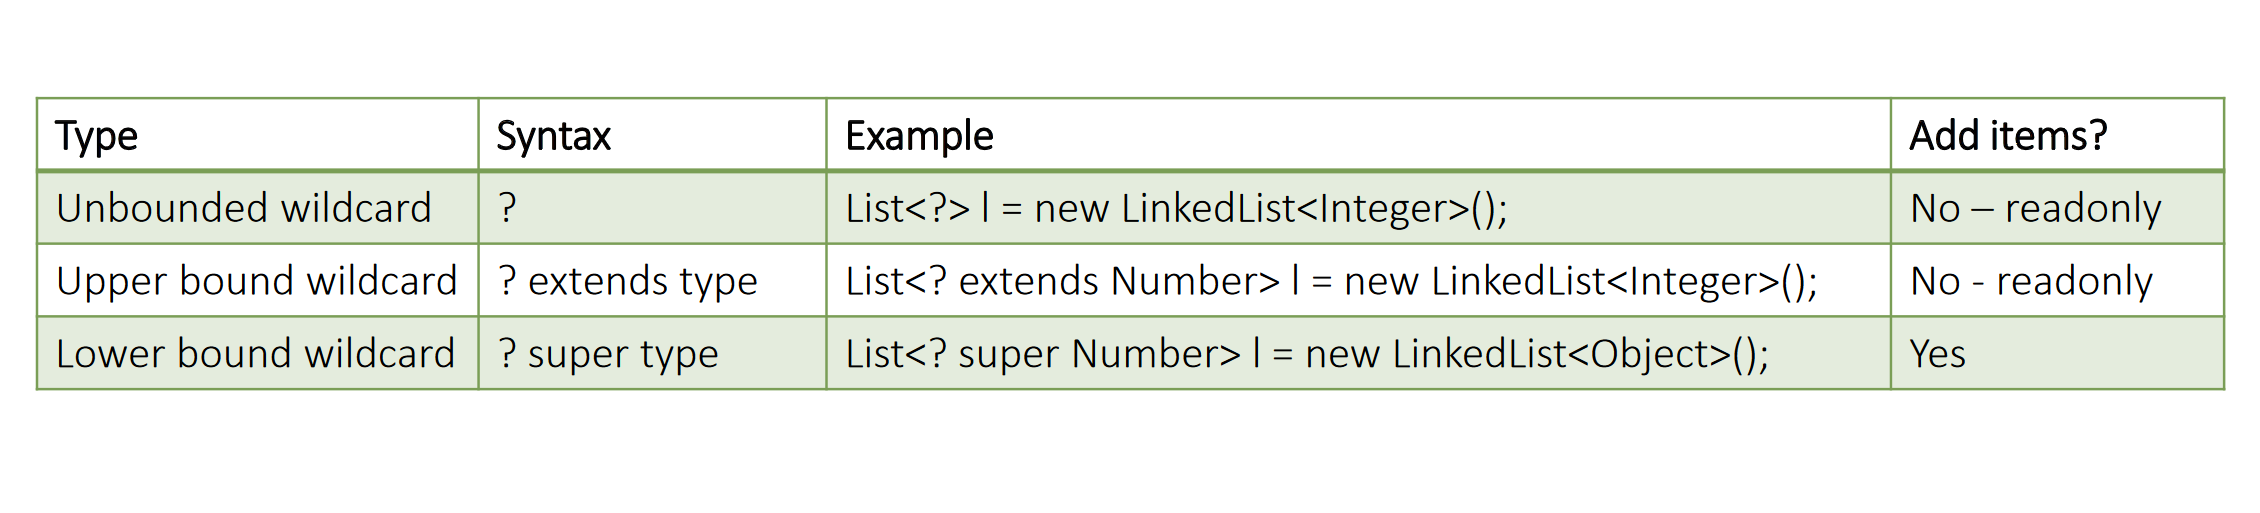 Type Syntax Example Add items?
Unbounded wildcard ? List<?> l = new LinkedList<Integer>(); No – readonly
Upper bound wildcard ? extends type List<? extends Number> l = new LinkedList<Integer>(); No - readonly
Lower bound wildcard ? super type List<? super Number> l = new LinkedList<Object>(); Yes